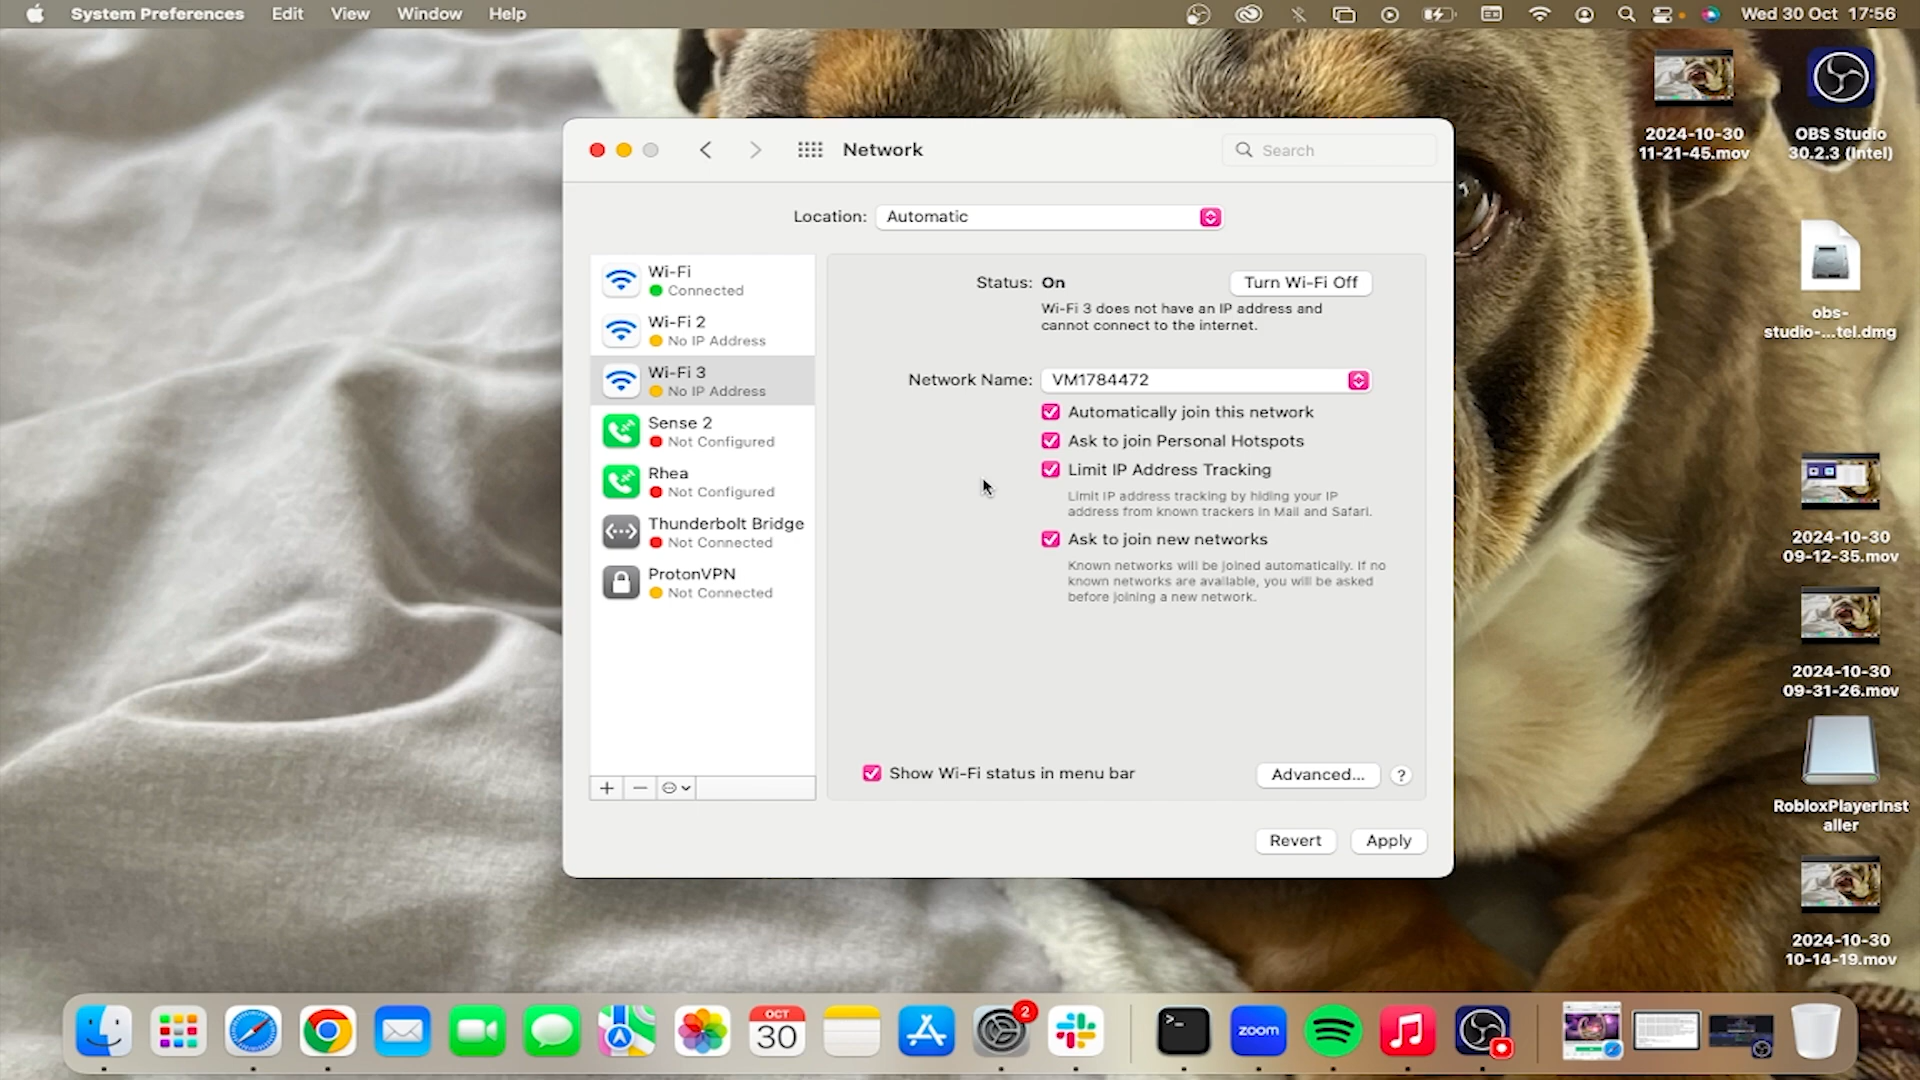 System Preferences Edit View Window Help
Wed 30 Oct 17:56
Network
Search
Location: Automatic
Wi-Fi
Connected
Wi-Fi 2
No IP Address
Wi-Fi 3
No IP Address
Sense 2
Not Configured
Rhea
Not Configured
Thunderbolt Bridge
Not Connected
ProtonVPN
Not Connected
Status: On
Turn Wi-Fi Off
Wi-Fi 3 does not have an IP address and
cannot connect to the internet.
Network Name: VM1784472
Automatically join this network
Ask to join Personal Hotspots
Limit IP Address Tracking
Limit IP address tracking by hiding your IP
address from known trackers in Mail and Safari.
Ask to join new networks
Known networks will be joined automatically. If no
known networks are available, you will be asked
before joining a new network.
Show Wi-Fi status in menu bar
Advanced...
?
Revert
Apply
2024-10-30
11-21-45.mov
OBS Studio
30.2.3 (Intel)
obs-
studio-...tel.dmg
2024-10-30
09-12-35.mov
2024-10-30
09-31-26.mov
RobloxPlayerInst
aller
2024-10-30
10-14-19.mov
OCT
30
2
zoom